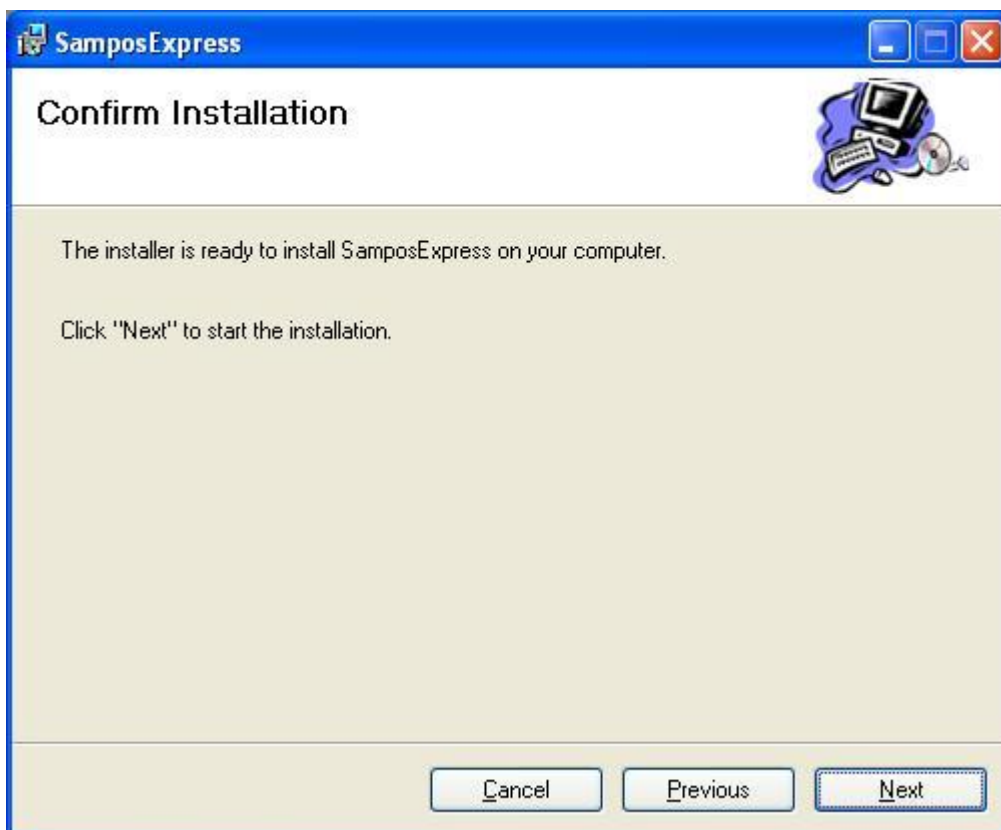 SamposExpress
Confirm Installation
The installer is ready to install SamposExpress on your computer.
Click "Next" to start the installation.
Cancel Previous Next